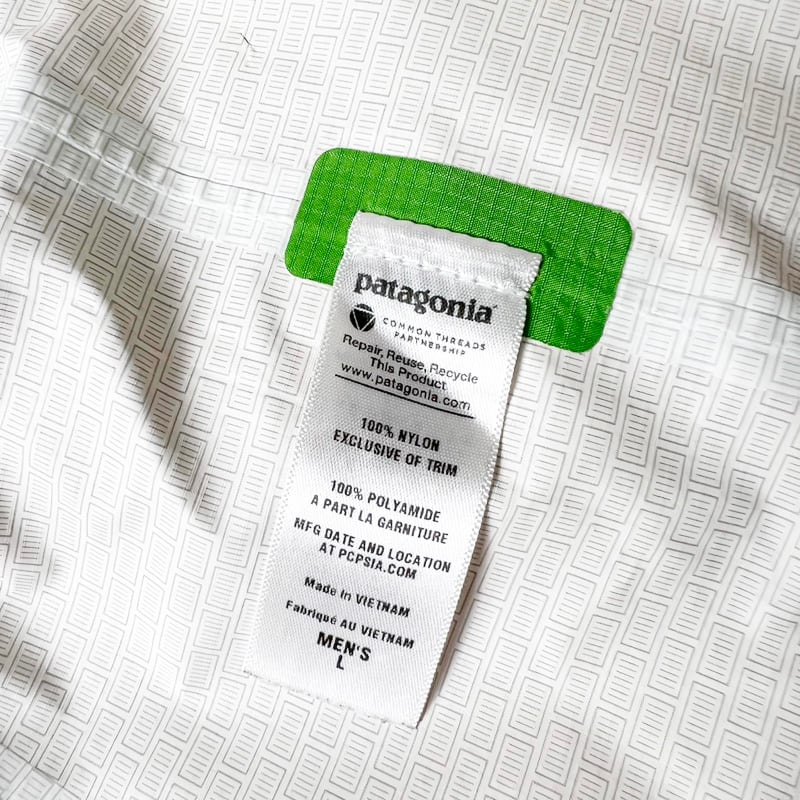 patagonia
COMMON THREADS
PARTNERSHIP
Repair, Reuse, Recycle
This Product
www.patagonia.com
100% NYLON
EXCLUSIVE OF TRIM
100% POLYAMIDE
A PART LA GARNITURE
MFG DATE AND LOCATION
AT PCPSIA.COM
Made in VIETNAM
Fabriqué AU VIETNAM
MEN'S
L